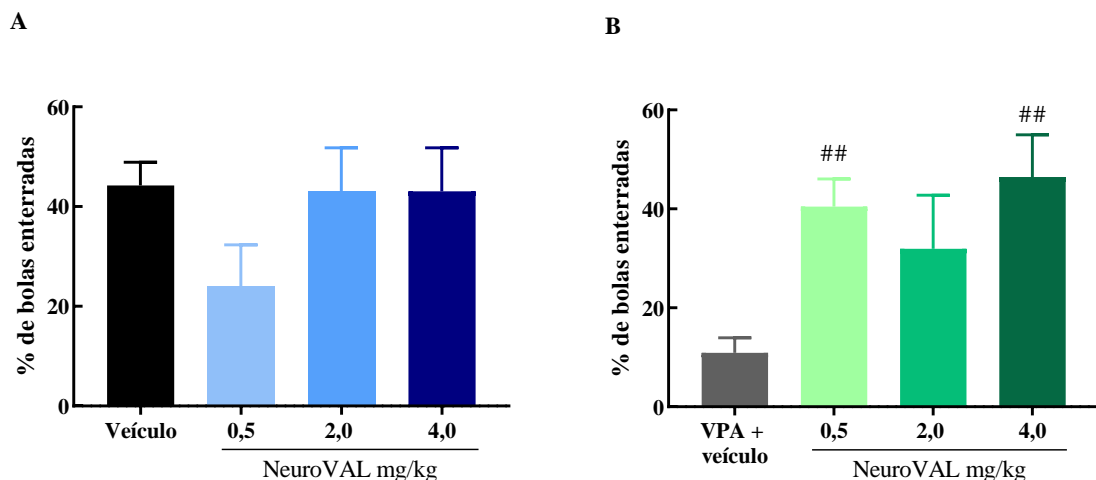 A
% de bolas enterradas
60
40
20
0
Veículo
0,5
2,0
4,0
NeuroVAL mg/kg
B
% de bolas enterradas
60
40
20
0
##
##
VPA +
veículo
0,5
2,0
4,0
NeuroVAL mg/kg